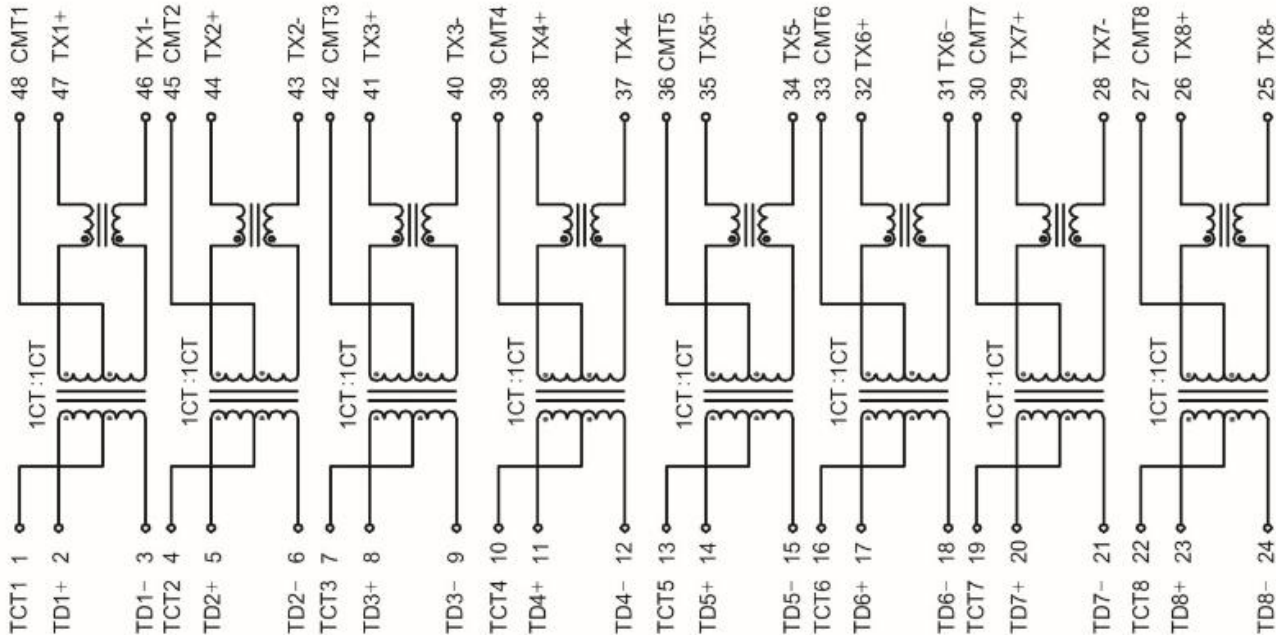 48 CMT1
47 TX1+
46 TX1-
45 CMT2
44 TX2+
43 TX2-
42 CMT3
41 TX3+
40 TX3-
39 CMT4
38 TX4+
37 TX4-
36 CMT5
35 TX5+
34 TX5-
33 CMT6
32 TX6+
31 TX6−
30 CMT7
29 TX7+
28 TX7-
27 CMT8
26 TX8+
25 TX8-
1CT:1CT
1CT:1CT
1CT:1CT
1CT:1CT
1CT:1CT
1CT:1CT
1CT:1CT
1CT:1CT
TCT1 1
TD1+ 2
TD1− 3
TCT2 4
TD2+ 5
TD2− 6
TCT3 7
TD3+ 8
TD3− 9
TCT4 10
TD4+ 11
TD4− 12
TCT5 13
TD5+ 14
TD5− 15
TCT6 16
TD6+ 17
TD6− 18
TCT7 19
TD7+ 20
TD7− 21
TCT8 22
TD8+ 23
TD8− 24